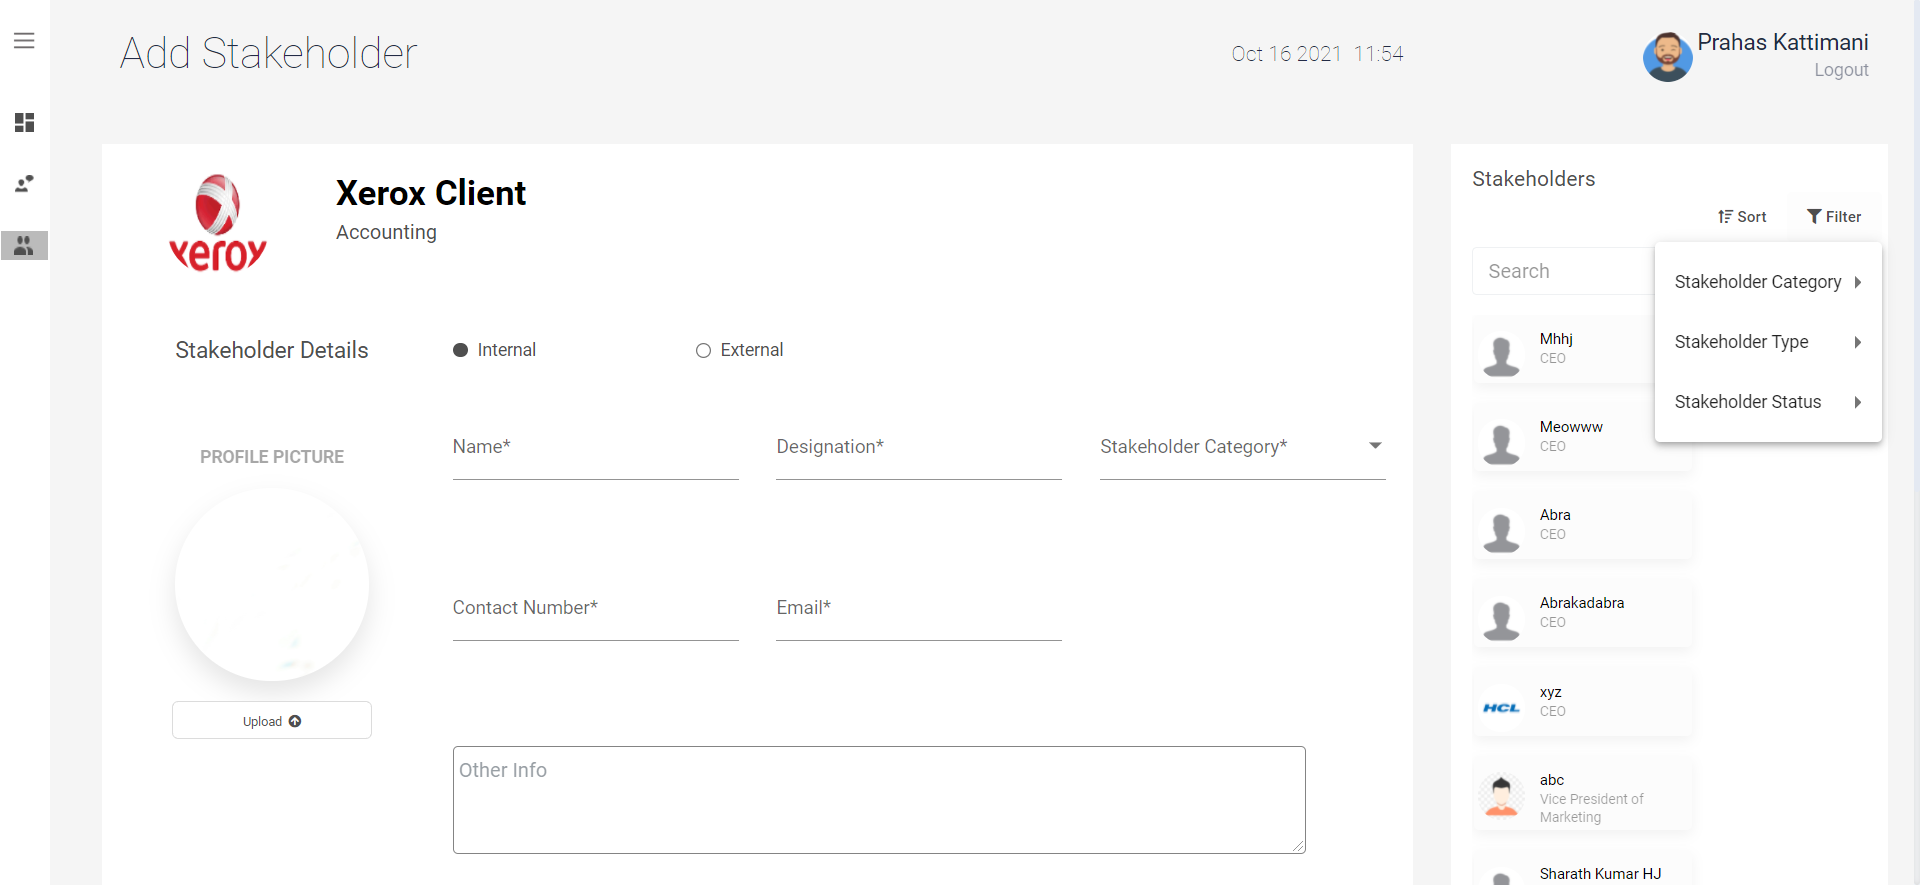 Add Stakeholder
Oct 16 2021 11:54
Prahas Kattimani
Logout
xeroy
Xerox Client
Accounting
Stakeholder Details
Internal
External
PROFILE PICTURE
Name*
Designation*
Stakeholder Category*
Contact Number*
Email*
Upload
Other Info
Stakeholders
Sort
Filter
Search
Stakeholder Category
Stakeholder Type
Stakeholder Status
Mhhj
CEO
Meowww
CEO
Abra
CEO
Abrakadabra
CEO
HCL
xyz
CEO
abc
Vice President of
Marketing
Sharath Kumar HJ